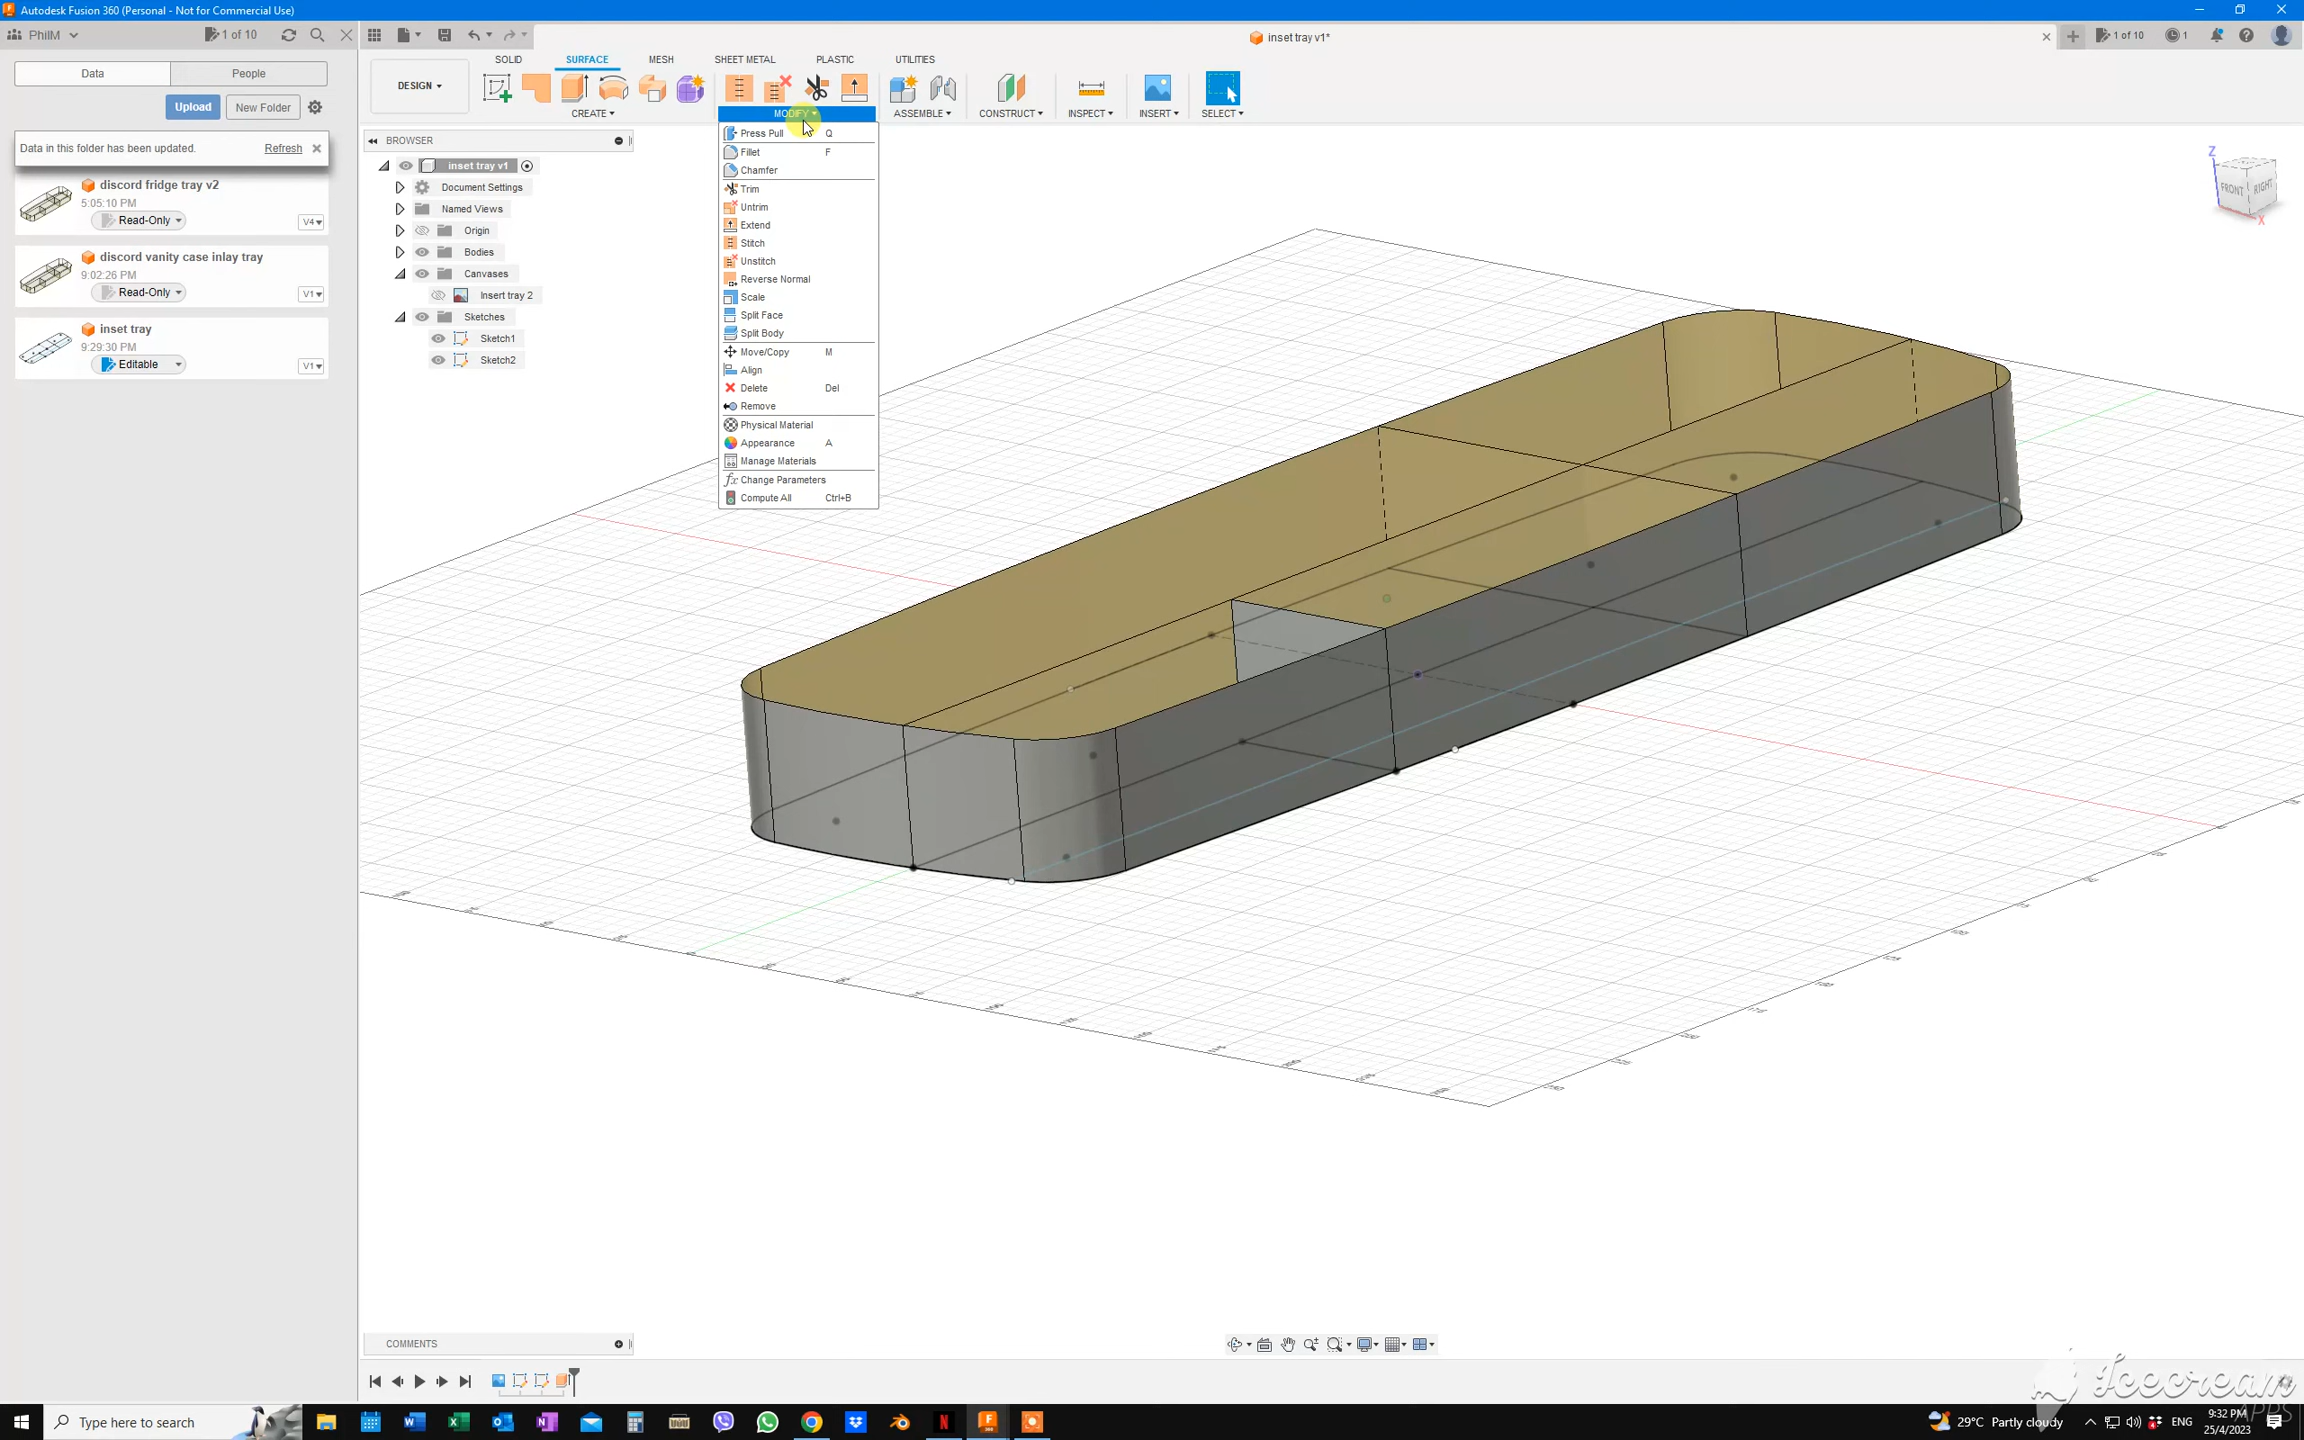 Autodesk Fusion 360 (Personal - Not for Commercial Use)
PhilM
1 of 10
inset tray v1*
1 of 10
1
Data
People
Upload
New Folder
Data in this folder has been updated.
Refresh
discord fridge tray v2
5:05:10 PM
Read-Only
V4
discord vanity case inlay tray
9:02:26 PM
Read-Only
V1
inset tray
9:29:30 PM
Editable
V1
DESIGN
SOLID
SURFACE
MESH
SHEET METAL
PLASTIC
UTILITIES
CREATE
MODIFY
ASSEMBLE
CONSTRUCT
INSPECT
INSERT
SELECT
BROWSER
inset tray v1
Document Settings
Named Views
Origin
Bodies
Canvases
Insert tray 2
Sketches
Sketch1
Sketch2
Press Pull Q
Fillet F
Chamfer
Trim
Untrim
Extend
Stitch
Unstitch
Reverse Normal
Scale
Split Face
Split Body
Move/Copy M
Align
Delete Del
Remove
Physical Material
Appearance A
Manage Materials
Change Parameters
Compute All Ctrl+B
Z
FRONT
RIGHT
X
COMMENTS
Icecream
APPS
Type here to search
29°C Partly cloudy
ENG
9:32 PM
25/4/2023